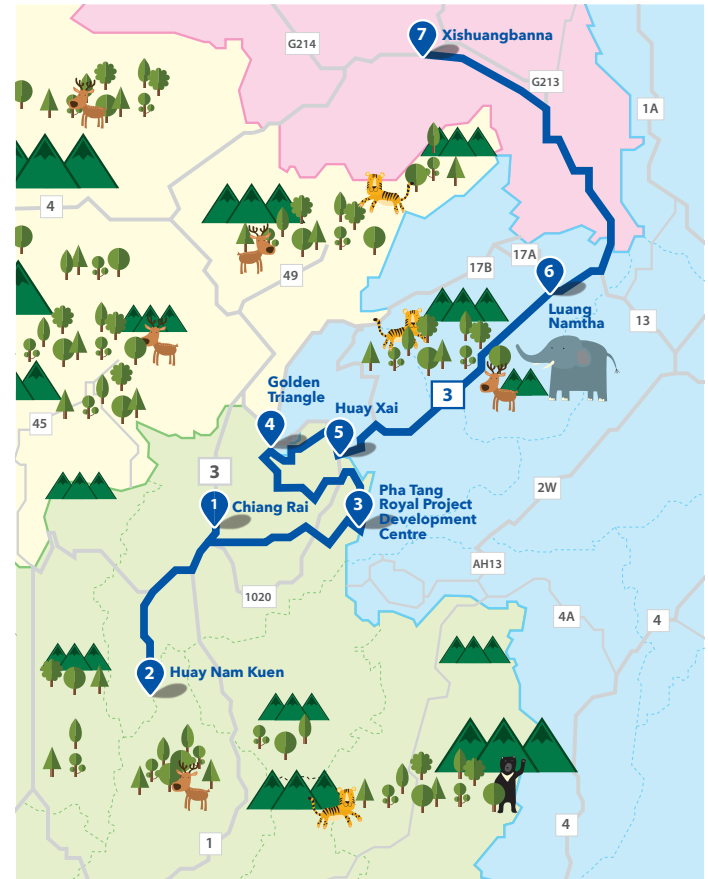 7
Xishuangbanna
G214
G213
1A
4
17A
17B
49
6
Luang
Namtha
13
Golden
Triangle
Huay Xai
3
4
5
45
3
1
Chiang Rai
3
Pha Tang
Royal Project
Development
Centre
2W
AH13
1020
4A
4
2
Huay Nam Kuen
4
1